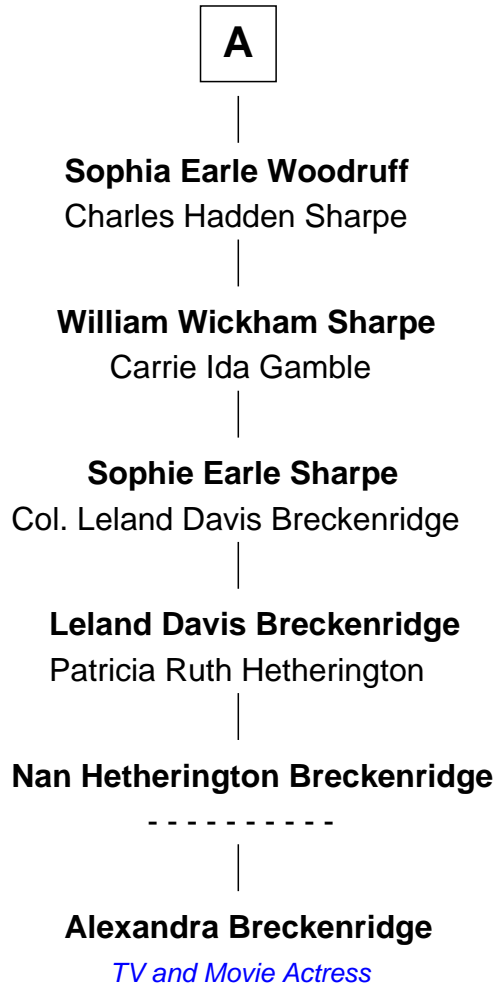 A
Sophia Earle Woodruff
Charles Hadden Sharpe
William Wickham Sharpe
Carrie Ida Gamble
Sophie Earle Sharpe
Col. Leland Davis Breckenridge
Leland Davis Breckenridge
Patricia Ruth Hetherington
Nan Hetherington Breckenridge
- - - - - - - - - -
Alexandra Breckenridge
TV and Movie Actress